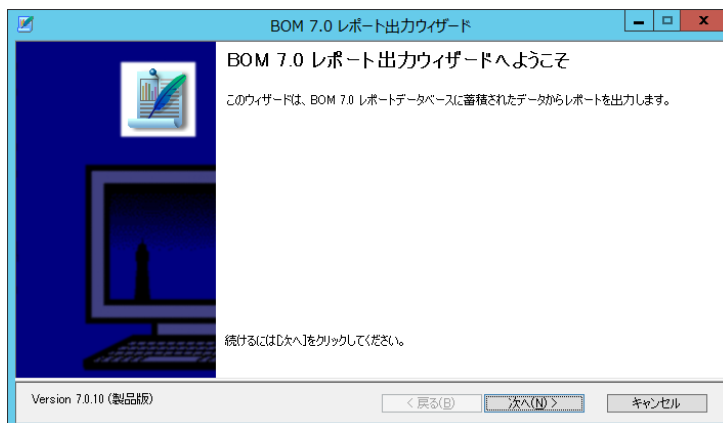 BOM 7.0 レポート出力ウィザード
BOM 7.0 レポート出力ウィザードへようこそ
このウィザードは、BOM 7.0 レポートデータベースに蓄積されたデータからレポートを出力します。
続けるには[次へ]をクリックしてください。
Version 7.0.10 (製品版)
< 戻る(B)
次へ(N) >
キャンセル